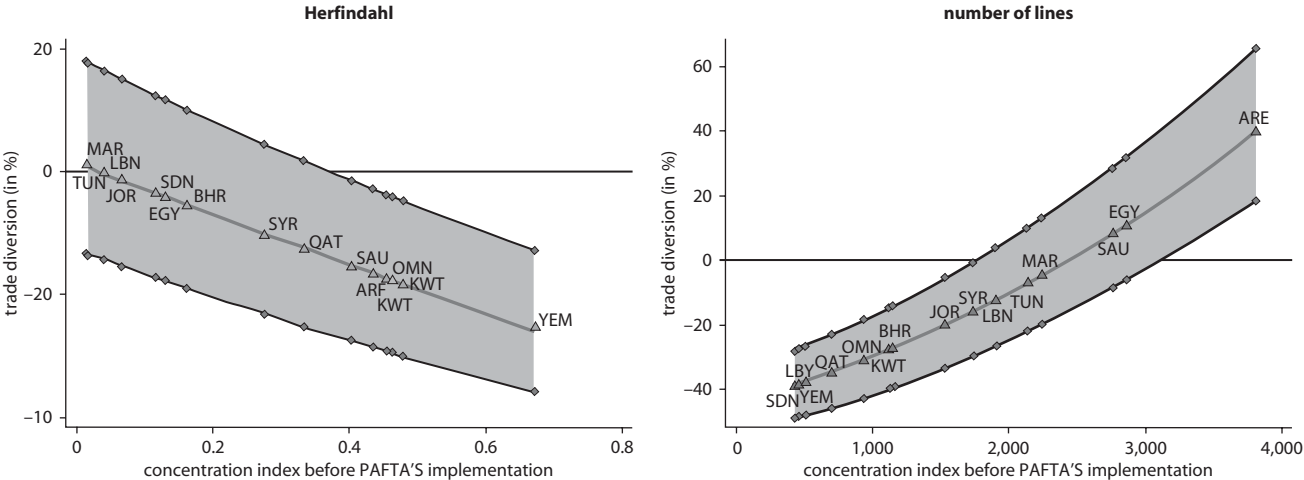 Herfindahl
20
0
−20
−10
trade diversion (in %)
MAR
LBN
TUN
JOR
SDN
EGY
BHR
SYR
QAT
SAU
OMN
ARE
KWT
KWT
YEM
0
0.2
0.4
0.6
0.8
concentration index before PAFTA'S implementation
number of lines
60
40
20
0
−20
−40
trade diversion (in %)
ARE
EGY
SAU
MAR
TUN
SYR
LBN
JOR
BHR
OMN
KWT
QAT
LBY
SDN
YEM
0
1,000
2,000
3,000
4,000
concentration index before PAFTA'S implementation